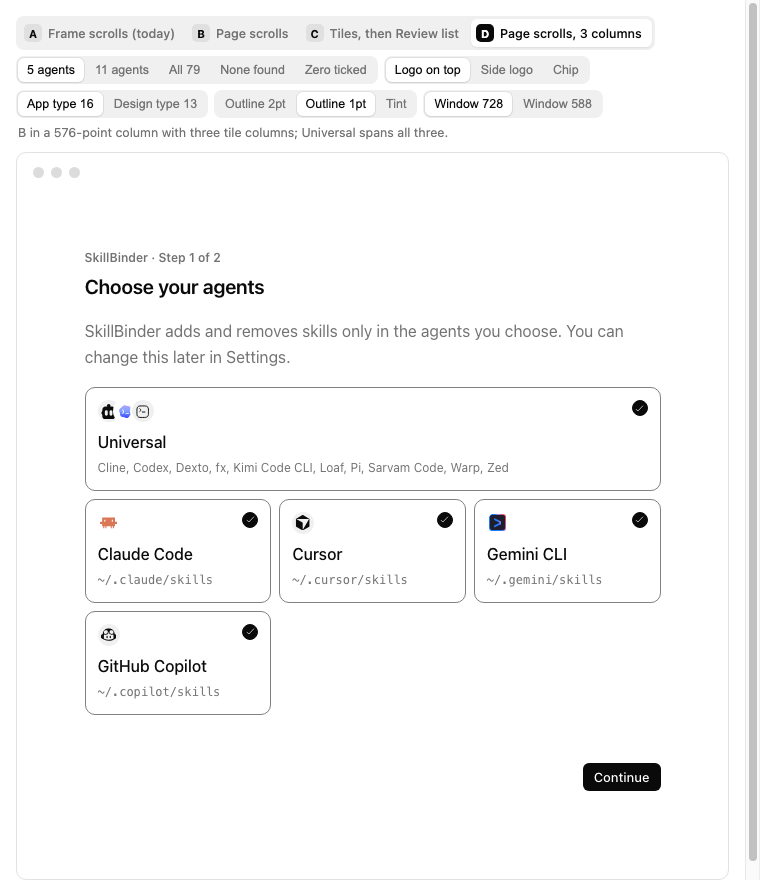 A Frame scrolls (today) B Page scrolls C Tiles, then Review list D Page scrolls, 3 columns
5 agents 11 agents All 79 None found Zero ticked Logo on top Side logo Chip
App type 16 Design type 13 Outline 2pt Outline 1pt Tint Window 728 Window 588
B in a 576-point column with three tile columns; Universal spans all three.
SkillBinder · Step 1 of 2
Choose your agents
SkillBinder adds and removes skills only in the agents you choose. You can
change this later in Settings.
Universal
Cline, Codex, Dexto, fx, Kimi Code CLI, Loaf, Pi, Sarvam Code, Warp, Zed
Claude Code Cursor Gemini CLI
~/.claude/skills ~/.cursor/skills ~/.gemini/skills
GitHub Copilot
~/.copilot/skills
Continue